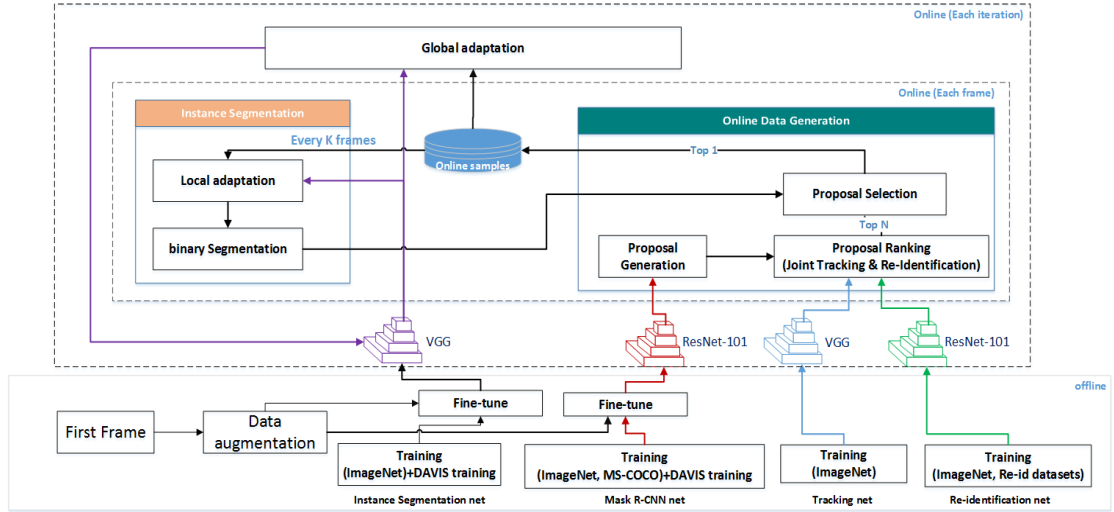 Online (Each iteration)
Global adaptation
Online (Each frame)
Instance Segmentation
Online Data Generation
Every K frames
Online samples
Top 1
Local adaptation
Proposal Selection
Top N
binary Segmentation
Proposal
Generation
Proposal Ranking
(Joint Tracking & Re-Identification)
VGG
ResNet-101
VGG
ResNet-101
offline
Fine-tune
Fine-tune
First Frame
Data
augmentation
Training
(ImageNet)+DAVIS training
Training
(ImageNet, MS-COCO)+DAVIS training
Training
(ImageNet)
Training
(ImageNet, Re-id datasets)
Instance Segmentation net
Mask R-CNN net
Tracking net
Re-identification net